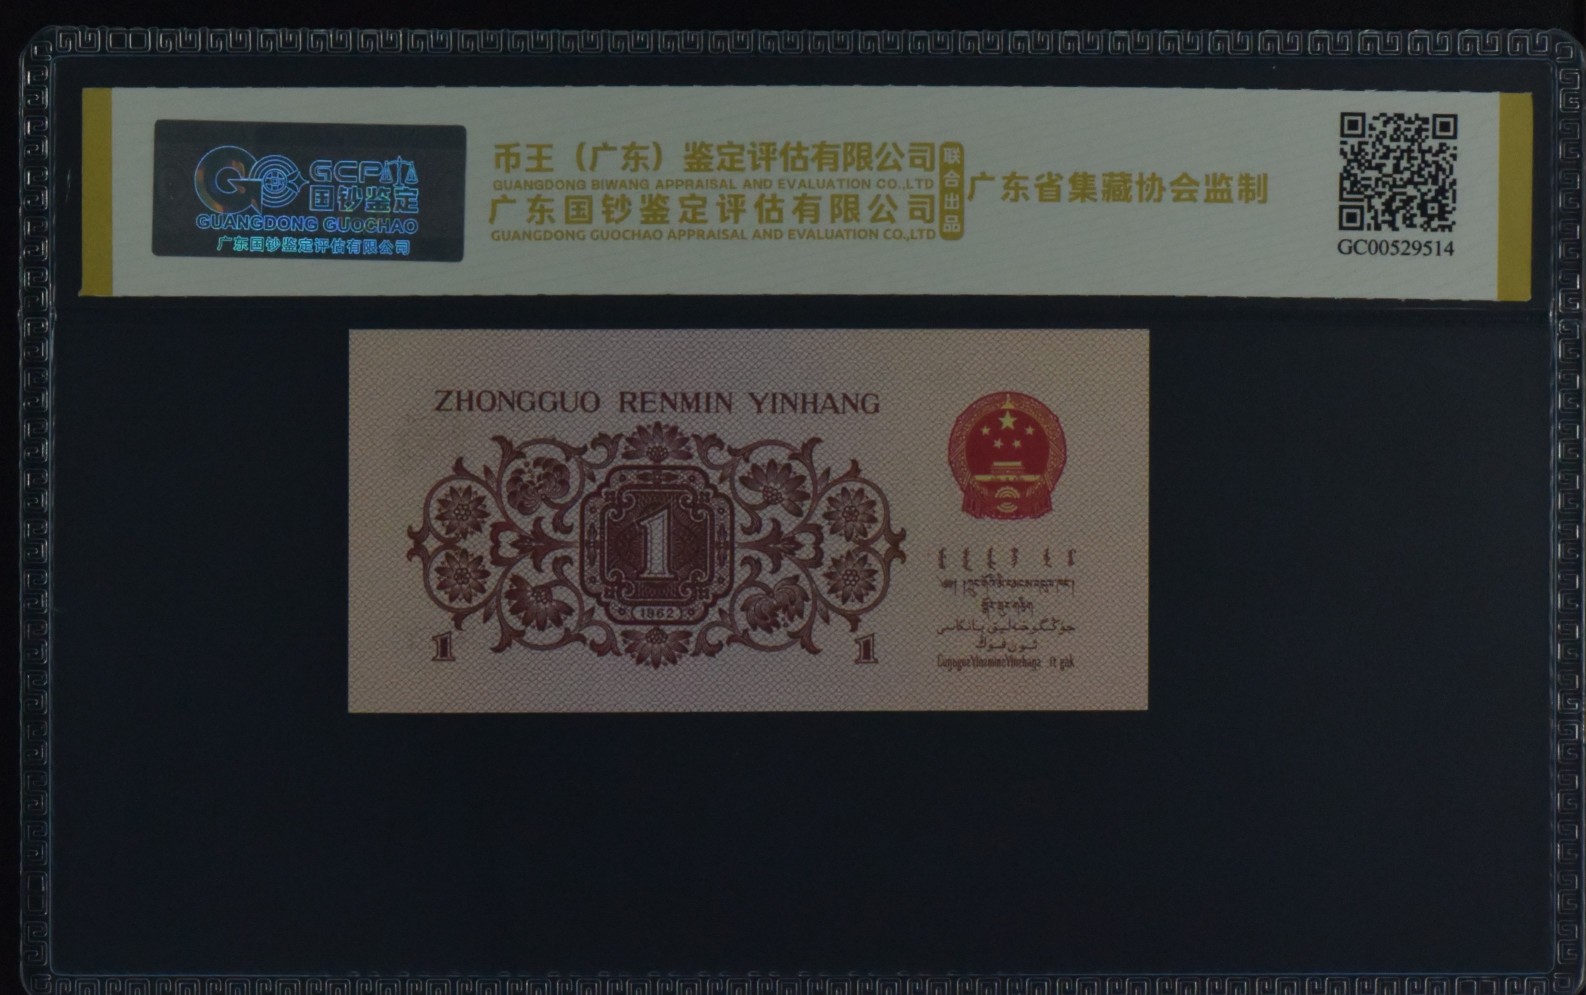 GCP
国钞鉴定
GUANGDONG GUOCHAO
广东国钞鉴定评估有限公司
币王（广东）鉴定评估有限公司
GUANGDONG BIWANG APPRAISAL AND EVALUATION CO.,LTD
广东国钞鉴定评估有限公司
GUANGDONG GUOCHAO APPRAISAL AND EVALUATION CO.,LTD
联合出品
广东省集藏协会监制
GC00529514
ZHONGGUO RENMIN YINHANG
1
1962
1
1